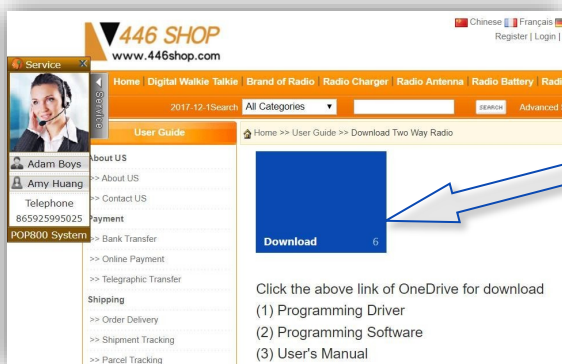 446 SHOP
www.446shop.com
Chinese Français
Register | Login |
Home | Digital Walkie Talkie | Brand of Radio | Radio Charger | Radio Antenna | Radio Battery |
2017-12-1Search All Categories SEARCH Advanced
Service X
Service
Adam Boys
Amy Huang
Telephone
865925995025
POP800 System
User Guide
About US
>> About US
>> Contact US
Payment
>> Bank Transfer
>> Online Payment
>> Telegraphic Transfer
Shipping
>> Order Delivery
>> Shipment Tracking
>> Parcel Tracking
Home >> User Guide >> Download Two Way Radio
Download 6
Click the above link of OneDrive for download
(1) Programming Driver
(2) Programming Software
(3) User's Manual